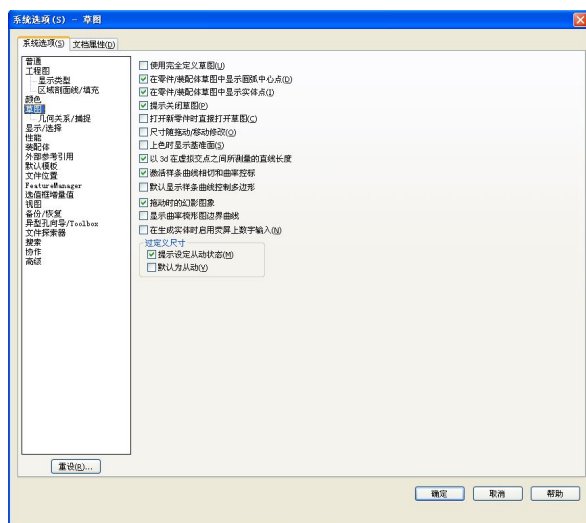 系统选项(S) - 草图
系统选项(S) 文档属性(D)
普通
工程图
显示类型
区域剖面线/填充
颜色
草图
几何关系/捕捉
显示/选择
性能
装配体
外部参考引用
默认模板
文件位置
FeatureManager
选值框增量值
视图
备份/恢复
异型孔向导/Toolbox
文件探索器
搜索
协作
高级
重设(R)...
使用完全定义草图(U)
在零件/装配体草图中显示圆弧中心点(D)
在零件/装配体草图中显示实体点(I)
提示关闭草图(P)
打开新零件时直接打开草图(C)
尺寸随拖动/移动修改(O)
上色时显示基准面(S)
以 3d 在虚拟交点之间所测量的直线长度
激活样条曲线相切和曲率控标
默认显示样条曲线控制多边形
拖动时的幻影图象
显示曲率梳形图边界曲线
在生成实体时启用荧屏上数字输入(N)
过定义尺寸
提示设定从动状态(M)
默认为从动(V)
确定 取消 帮助